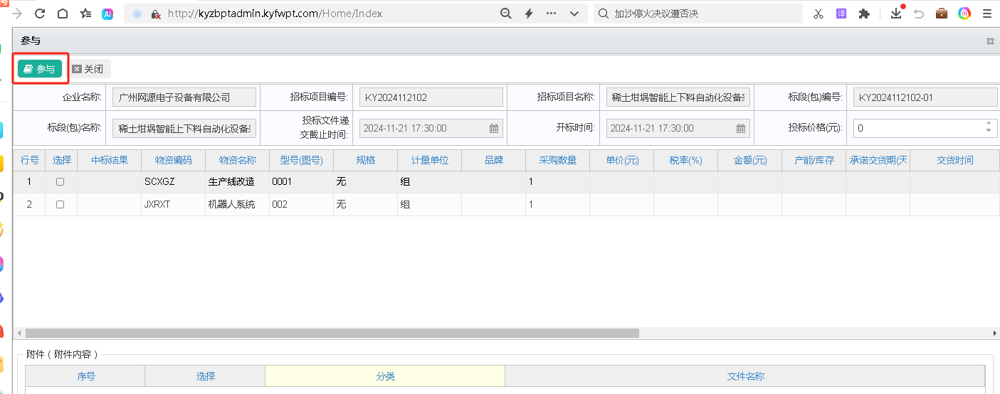 http://kyzbptadmin.kyfwpt.com/Home/Index
加沙停火决议遭否决
参与
参与 关闭
企业名称: 广州网源电子设备有限公司 招标项目编号: KY2024112102 招标项目名称: 稀土坩埚智能上下料自动化设备采 标段(包)编号: KY2024112102-01
标段(包)名称: 稀土坩埚智能上下料自动化设备采 投标文件递交截止时间: 2024-11-21 17:30:00 开标时间: 2024-11-21 17:30:00 投标价格(元): 0
行号 选择 中标结果 物资编码 物资名称 型号(图号) 规格 计量单位 品牌 采购数量 单价(元) 税率(%) 金额(元) 产能/库存 承诺交货期(天 交货时间
1 SCXGZ 生产线改造 0001 无 组 1
2 JXRXT 机器人系统 002 无 组 1
附件 ( 附件内容 )
序号 选择 分类 文件名称